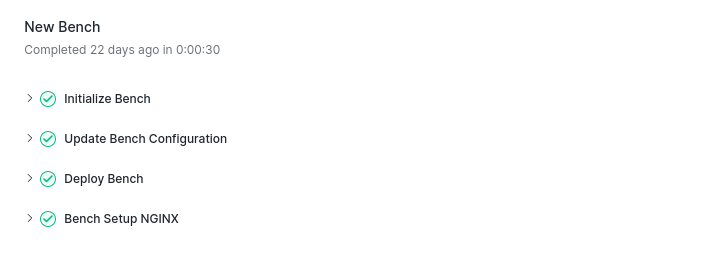 New Bench
Completed 22 days ago in 0:00:30
Initialize Bench
Update Bench Configuration
Deploy Bench
Bench Setup NGINX